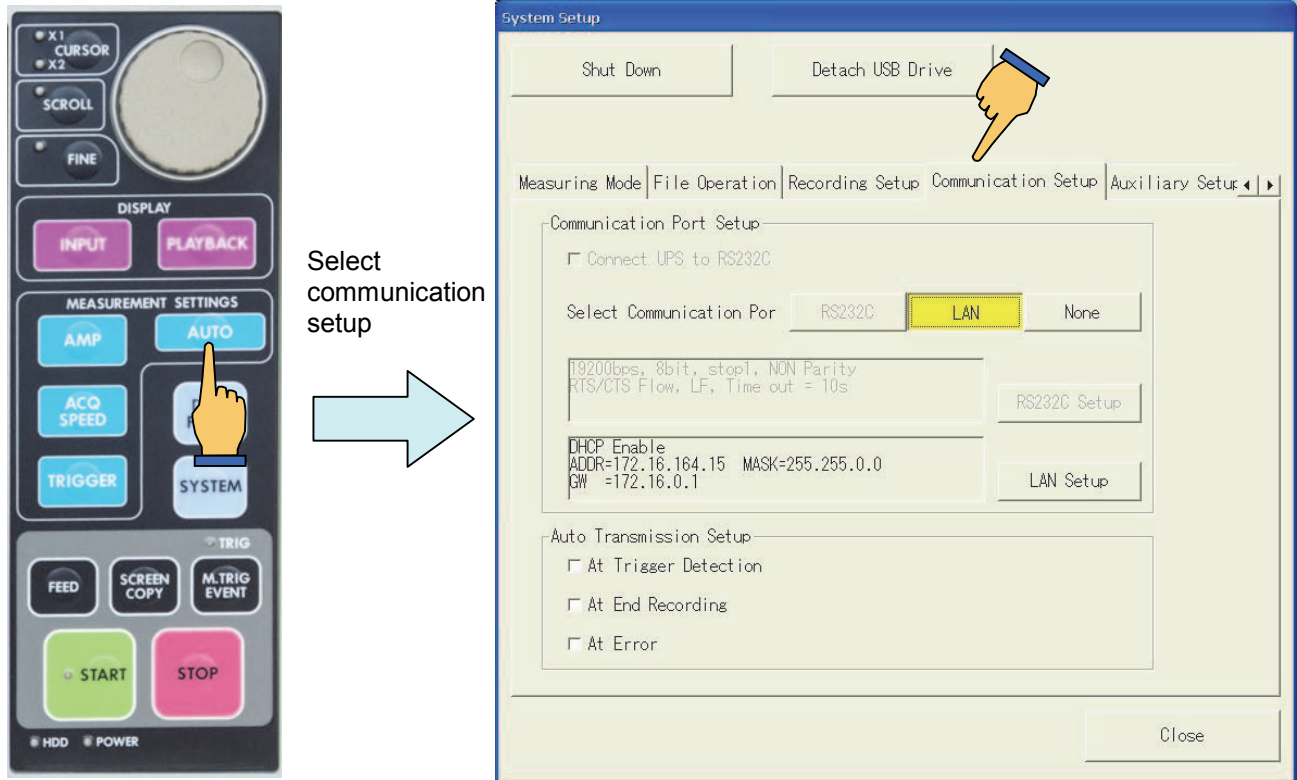 X1
CURSOR
X2
SCROLL
FINE
DISPLAY
INPUT
PLAYBACK
MEASUREMENT SETTINGS
AMP
AUTO
ACQ
SPEED
TRIGGER
SYSTEM
TRIG
FEED
SCREEN
COPY
M.TRIG
EVENT
START
STOP
HDD
POWER
Select
communication
setup
System Setup
Shut Down
Detach USB Drive
Measuring Mode
File Operation
Recording Setup
Communication Setup
Auxiliary Setup
Communication Port Setup
Connect UPS to RS232C
Select Communication Por
RS232C
LAN
None
19200bps, 8bit, stop1, NON Parity
RTS/CTS Flow, LF, Time out = 10s
RS232C Setup
DHCP Enable
ADDR=172.16.164.15 MASK=255.255.0.0
GW =172.16.0.1
LAN Setup
Auto Transmission Setup
At Trigger Detection
At End Recording
At Error
Close